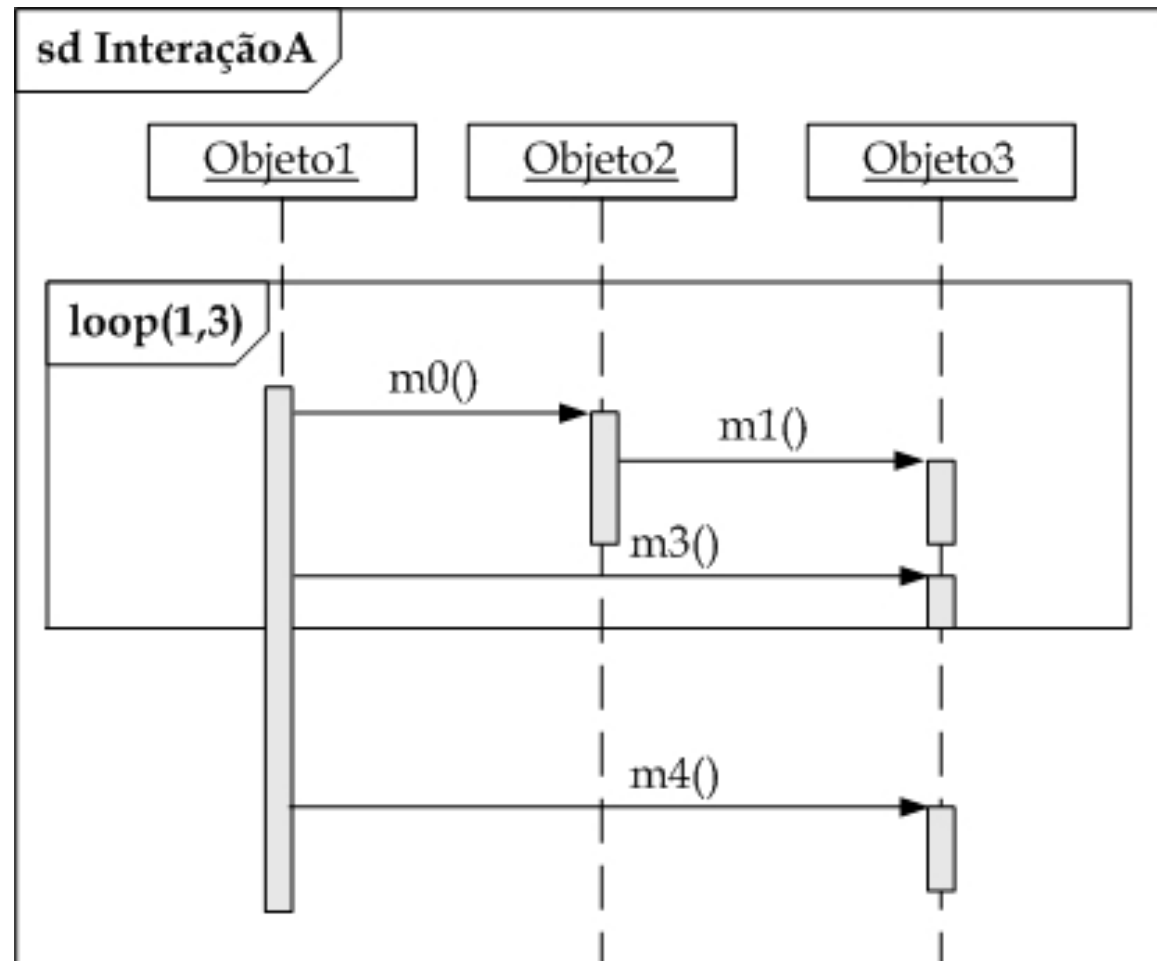 sd InteraçãoA
Objeto1 Objeto2 Objeto3
loop(1,3)
m0()
m1()
m3()
m4()